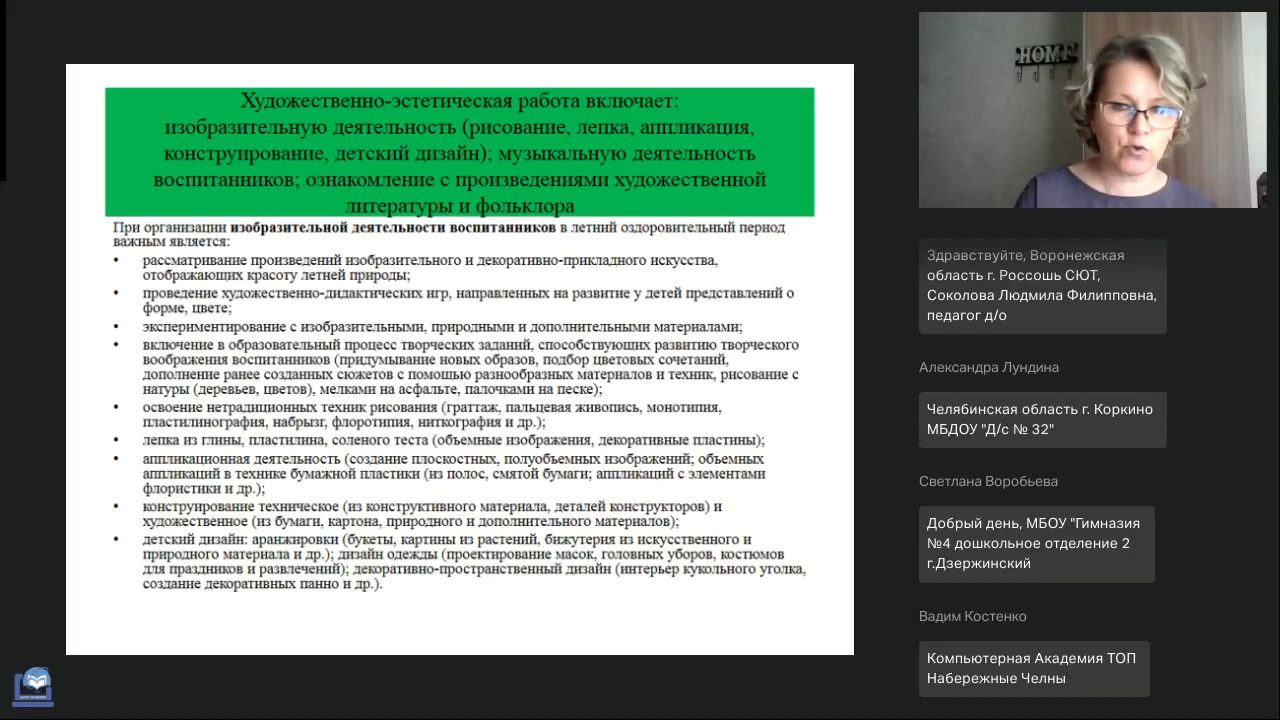 Художественно-эстетическая работа включает:
изобразительную деятельность (рисование, лепка, аппликация,
конструирование, детский дизайн); музыкальную деятельность
воспитанников; ознакомление с произведениями художественной
литературы и фольклора
При организации изобразительной деятельности воспитанников в летний оздоровительный период
важным является:
• рассматривание произведений изобразительного и декоративно-прикладного искусства,
отображающих красоту летней природы;
• проведение художественно-дидактических игр, направленных на развитие у детей представлений о
форме, цвете;
• экспериментирование с изобразительными, природными и дополнительными материалами;
• включение в образовательный процесс творческих заданий, способствующих развитию творческого
воображения воспитанников (придумывание новых образов, подбор цветовых сочетаний,
дополнение ранее созданных сюжетов с помощью разнообразных материалов и техник, рисование с
натуры (деревьев, цветов), мелками на асфальте, палочками на песке);
• освоение нетрадиционных техник рисования (граттаж, пальцевая живопись, монотипия,
пластилинография, набрызг, флоротипия, ниткография и др.);
• лепка из глины, пластилина, соленого теста (объемные изображения, декоративные пластины);
• аппликационная деятельность (создание плоскостных, полуобъемных изображений; объемных
аппликаций в технике бумажной пластики (из полос, смятой бумаги; аппликаций с элементами
флористики и др.);
• конструирование техническое (из конструктивного материала, деталей конструкторов) и
художественное (из бумаги, картона, природного и дополнительного материалов);
• детский дизайн: аранжировки (букеты, картины из растений, бижутерия из искусственного и
природного материала и др.); дизайн одежды (проектирование масок, головных уборов, костюмов
для праздников и развлечений); декоративно-пространственный дизайн (интерьер кукольного уголка,
создание декоративных панно и др.).
HOME
Здравствуйте, Воронежская
область г. Россошь СЮТ,
Соколова Людмила Филипповна,
педагог д/о
Александра Лундина
Челябинская область г. Коркино
МБДОУ "Д/с № 32"
Светлана Воробьева
Добрый день, МБОУ "Гимназия
№4 дошкольное отделение 2
г.Дзержинский
Вадим Костенко
Компьютерная Академия ТОП
Набережные Челны